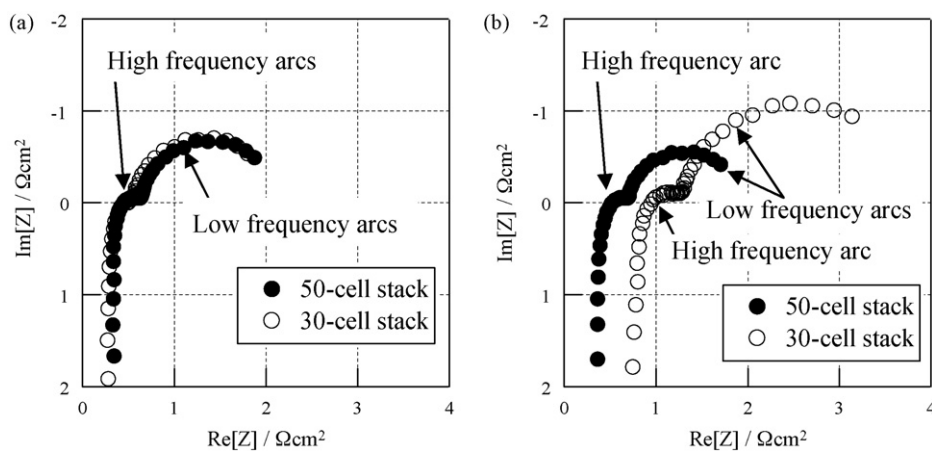 (a)
-2
-1
0
1
2
Im[Z] / Ωcm²
High frequency arcs
Low frequency arcs
50-cell stack
30-cell stack
0
1
2
3
4
Re[Z] / Ωcm²
(b)
-2
-1
0
1
2
Im[Z] / Ωcm²
High frequency arc
Low frequency arcs
High frequency arc
50-cell stack
30-cell stack
0
1
2
3
4
Re[Z] / Ωcm²